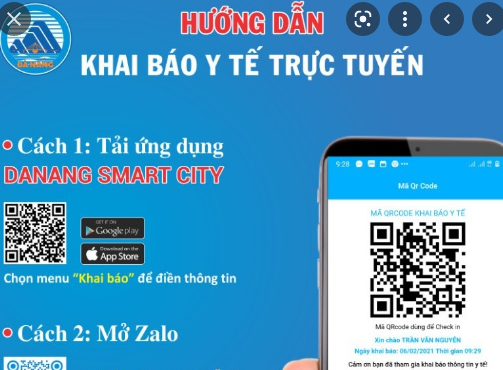 HƯỚNG DẪN
KHAI BÁO Y TẾ TRỰC TUYẾN
ĐÀ NẴNG
Cách 1: Tải ứng dụng
DANANG SMART CITY
GET IT ON
Google play
Download on the
App Store
Chọn menu “Khai báo” để điền thông tin
Cách 2: Mở Zalo
9:28
Mã Qr Code
MÃ QRCODE KHAI BÁO Y TẾ
Mã QRcode dùng để Check in
Xin chào TRẦN VĂN NGUYÊN
Ngày khai báo: 06/02/2021 Thời gian 09:29
Cảm ơn bạn đã tham gia khai báo thông tin y tế!